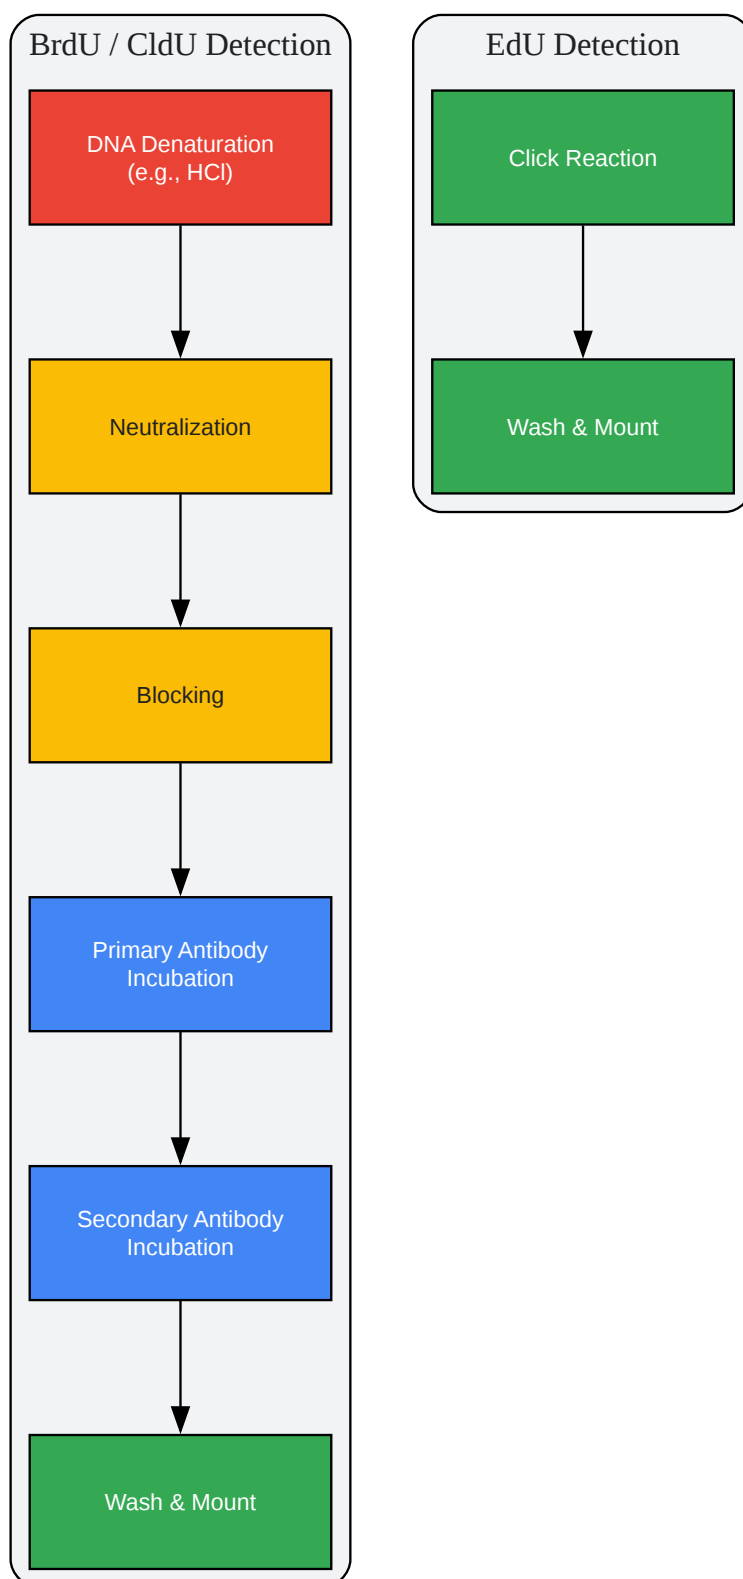 BrdU / CldU Detection
DNA Denaturation
(e.g., HCl)
Neutralization
Blocking
Primary Antibody
Incubation
Secondary Antibody
Incubation
Wash & Mount
EdU Detection
Click Reaction
Wash & Mount